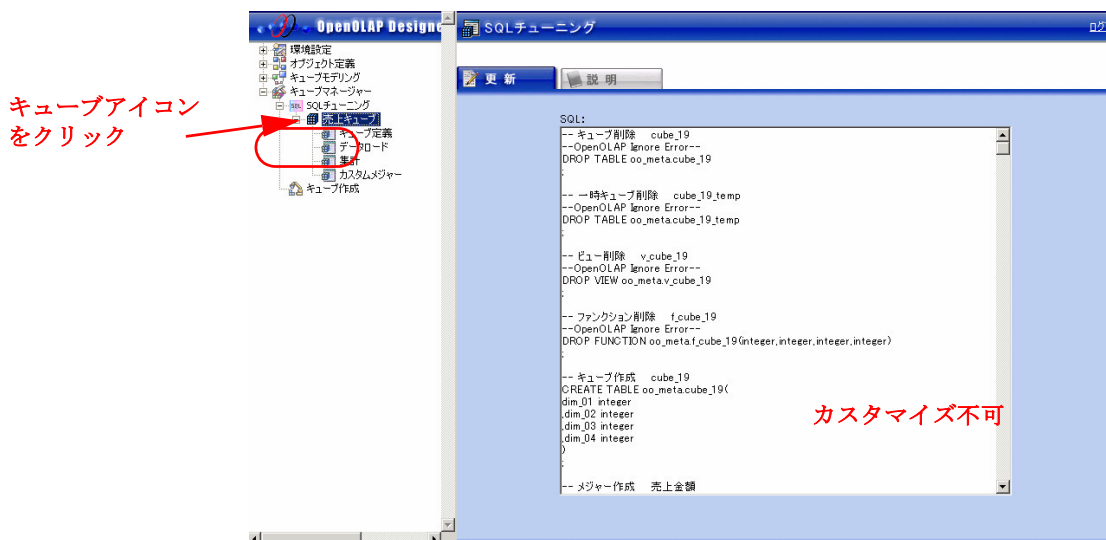 OpenOLAP Designe
SQLチューニング
ログ
環境設定
オブジェクト定義
キューブモデリング
キューブマネージャー
SQLチューニング
売上キューブ
キューブ定義
データロード
集計
カスタムメジャー
キューブ作成
キューブアイコン
をクリック
更 新
説 明
SQL:
-- キューブ削除 cube_19
--OpenOLAP Ignore Error--
DROP TABLE oo_meta.cube_19
;
-- 一時キューブ削除 cube_19_temp
--OpenOLAP Ignore Error--
DROP TABLE oo_meta.cube_19_temp
;
-- ビュー削除 v_cube_19
--OpenOLAP Ignore Error--
DROP VIEW oo_meta.v_cube_19
;
-- ファンクション削除 f_cube_19
--OpenOLAP Ignore Error--
DROP FUNCTION oo_meta.f_cube_19(integer,integer,integer,integer)
;
-- キューブ作成 cube_19
CREATE TABLE oo_meta.cube_19(
dim_01 integer
,dim_02 integer
,dim_03 integer
,dim_04 integer
)
;
-- メジャー作成 売上金額
カスタマイズ不可